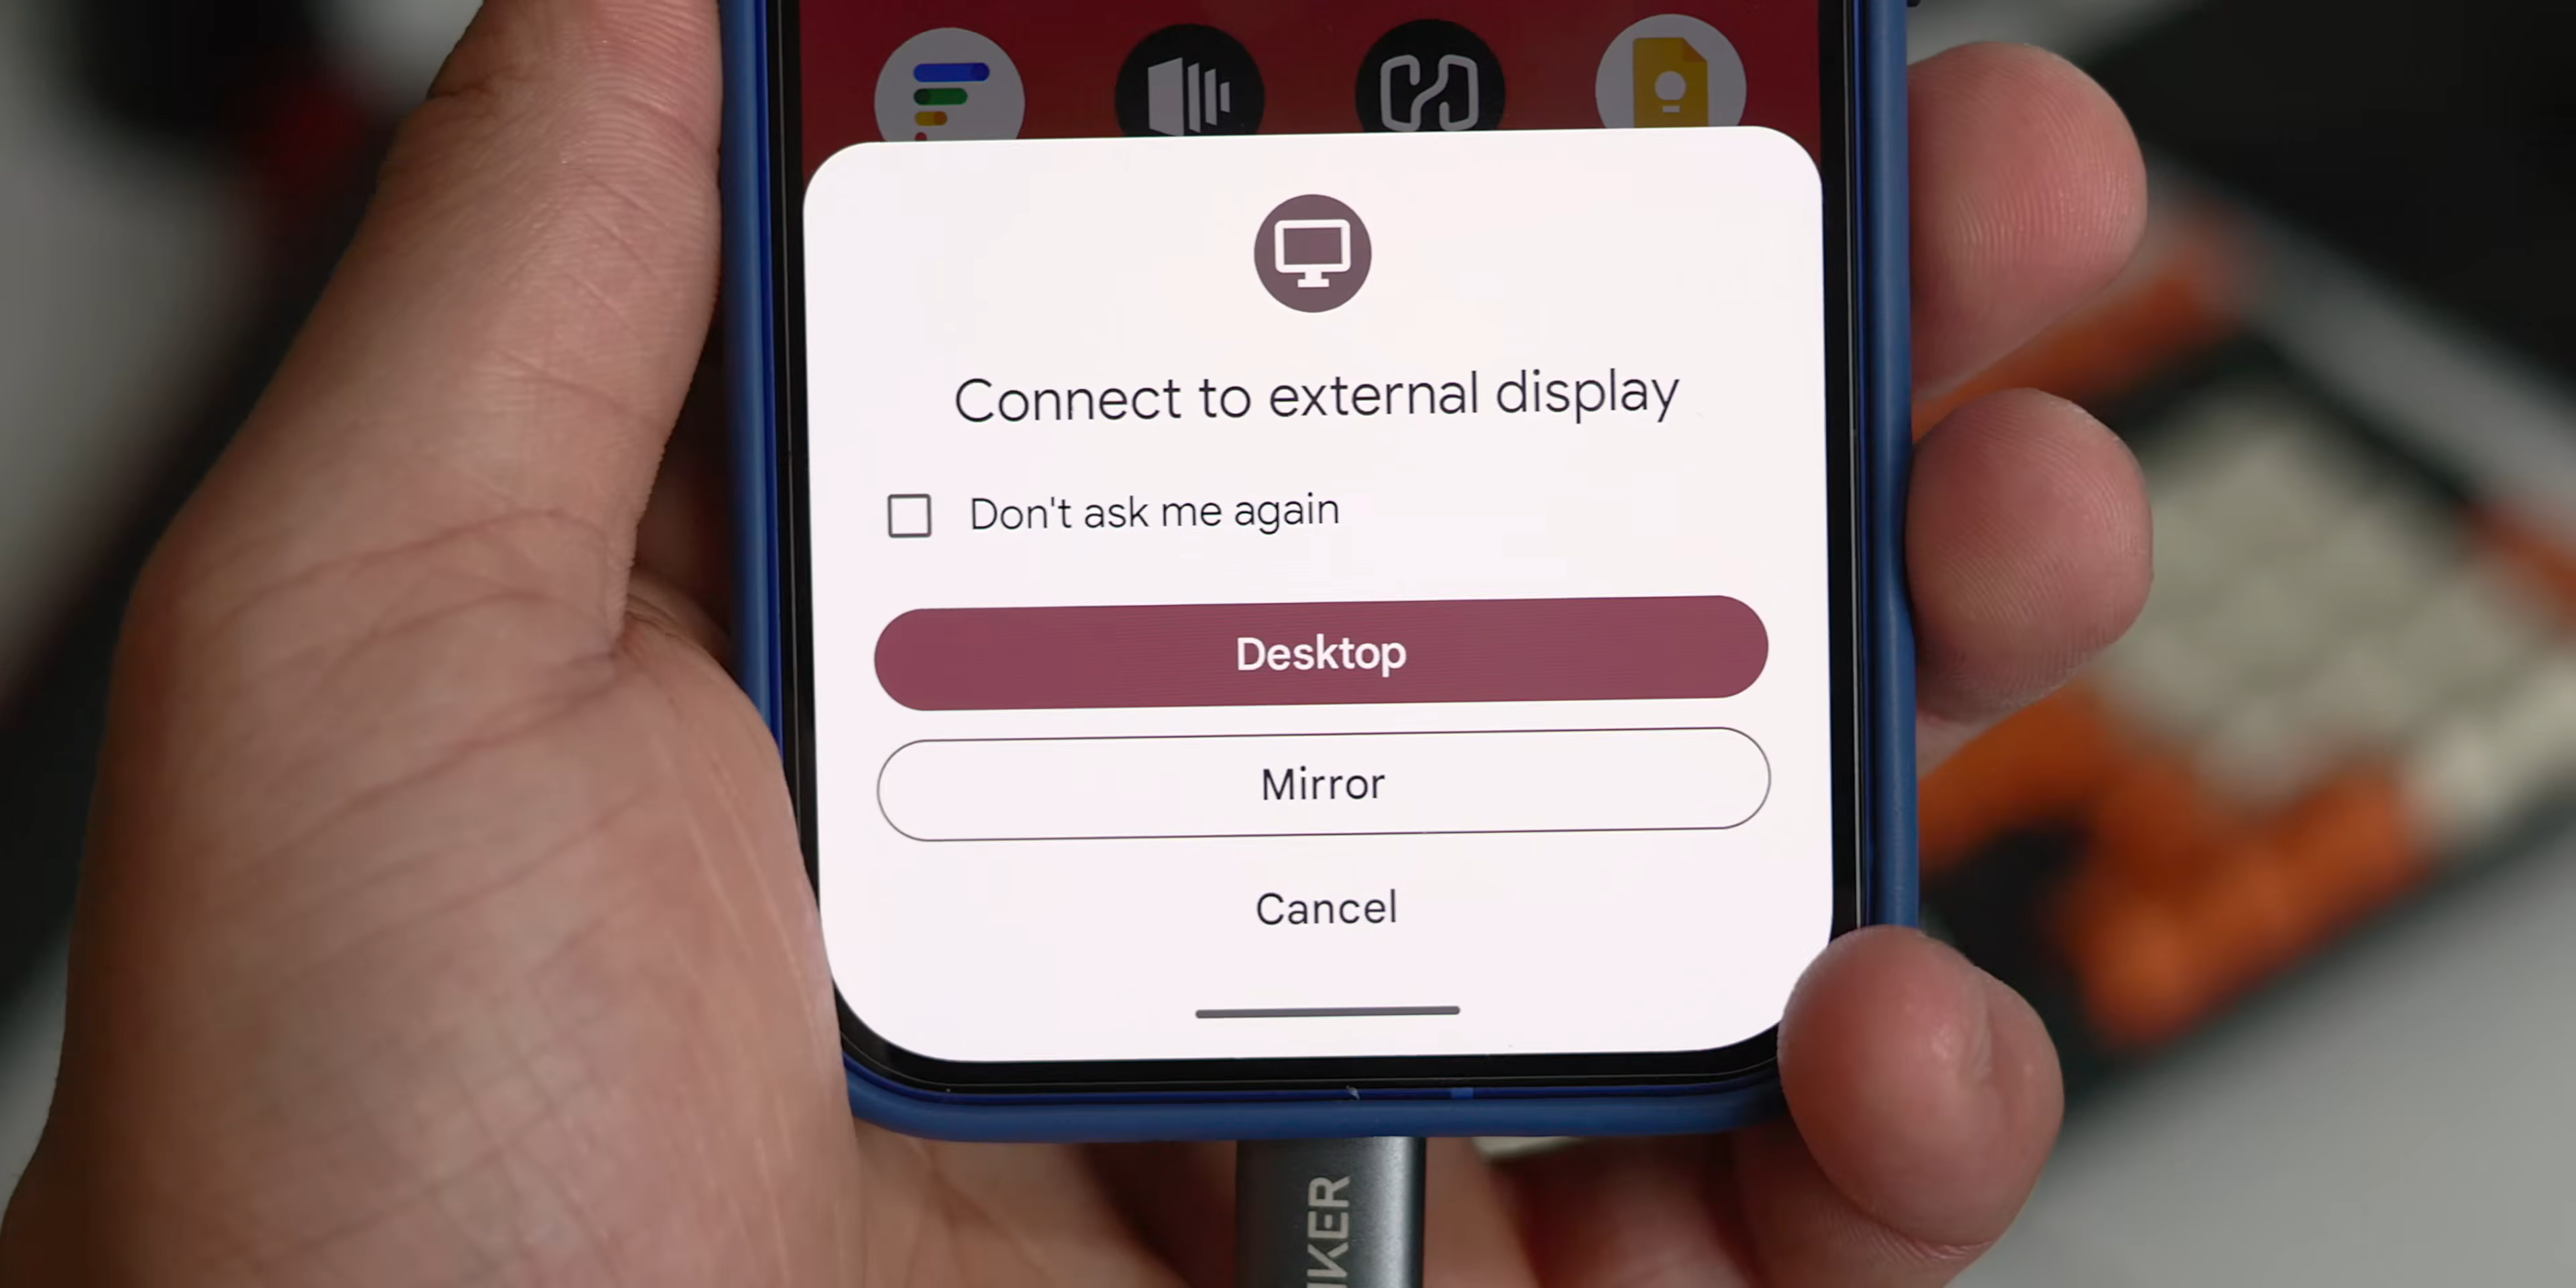 Connect to external display
Don't ask me again
Desktop
Mirror
Cancel